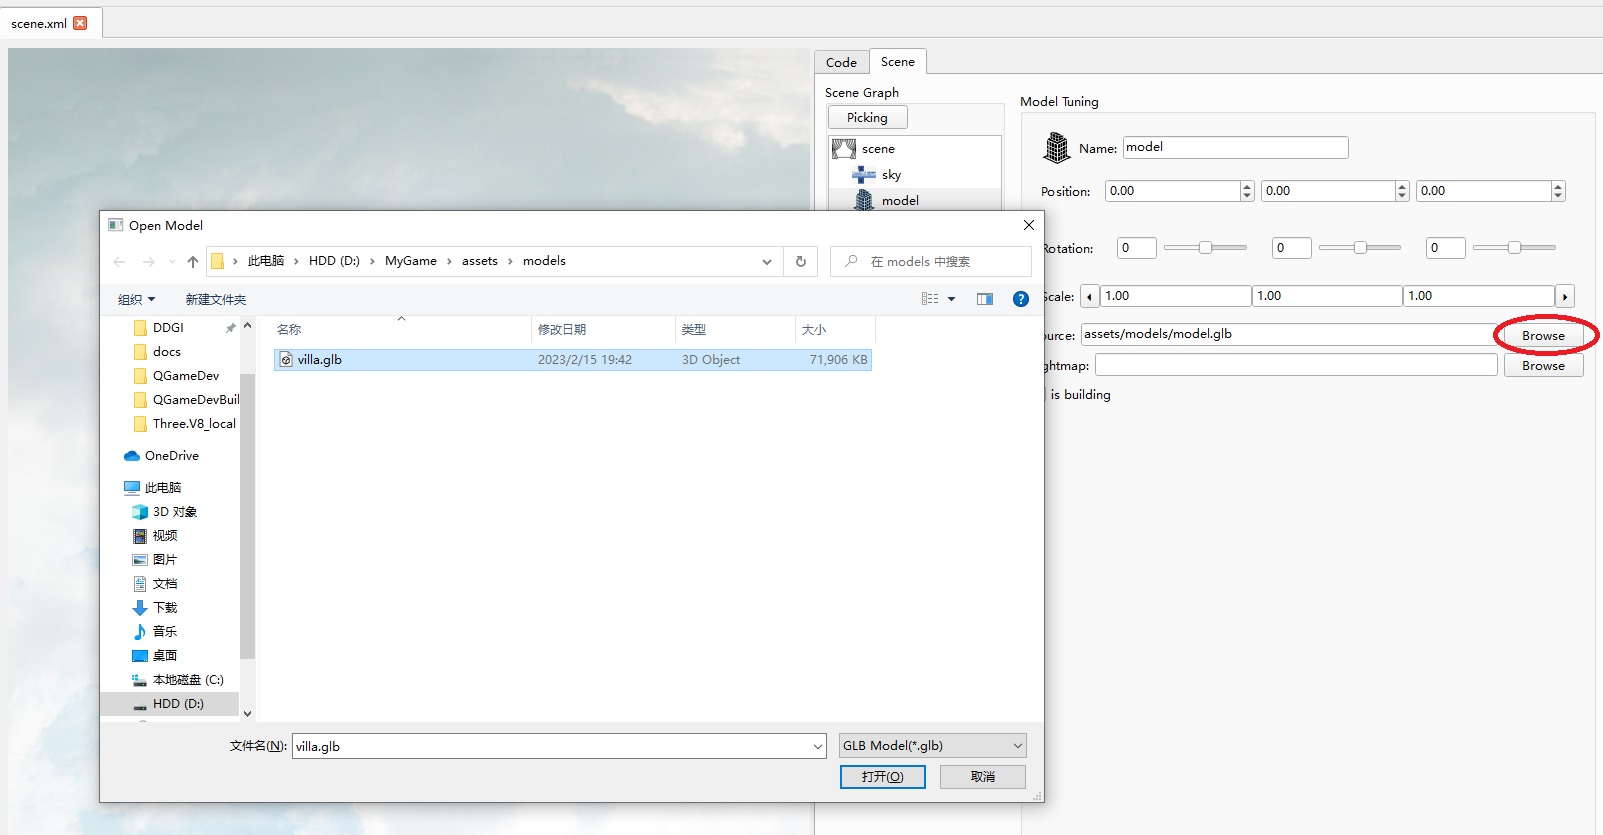 scene.xml
Code
Scene
Scene Graph
Picking
scene
sky
model
Model Tuning
Name: model
Position: 0.00 0.00 0.00
Rotation: 0 0 0
Scale: 1.00 1.00 1.00
ource: assets/models/model.glb Browse
ghtmap: Browse
is building
Open Model
此电脑 › HDD (D:) › MyGame › assets › models
在 models 中搜索
组织 新建文件夹
?
名称 修改日期 类型 大小
villa.glb 2023/2/15 19:42 3D Object 71,906 KB
DDGI
docs
QGameDev
QGameDevBuil
Three.V8_local
OneDrive
此电脑
3D 对象
视频
图片
文档
下载
音乐
桌面
本地磁盘 (C:)
HDD (D:)
文件名(N): villa.glb
GLB Model(*.glb)
打开(O) 取消